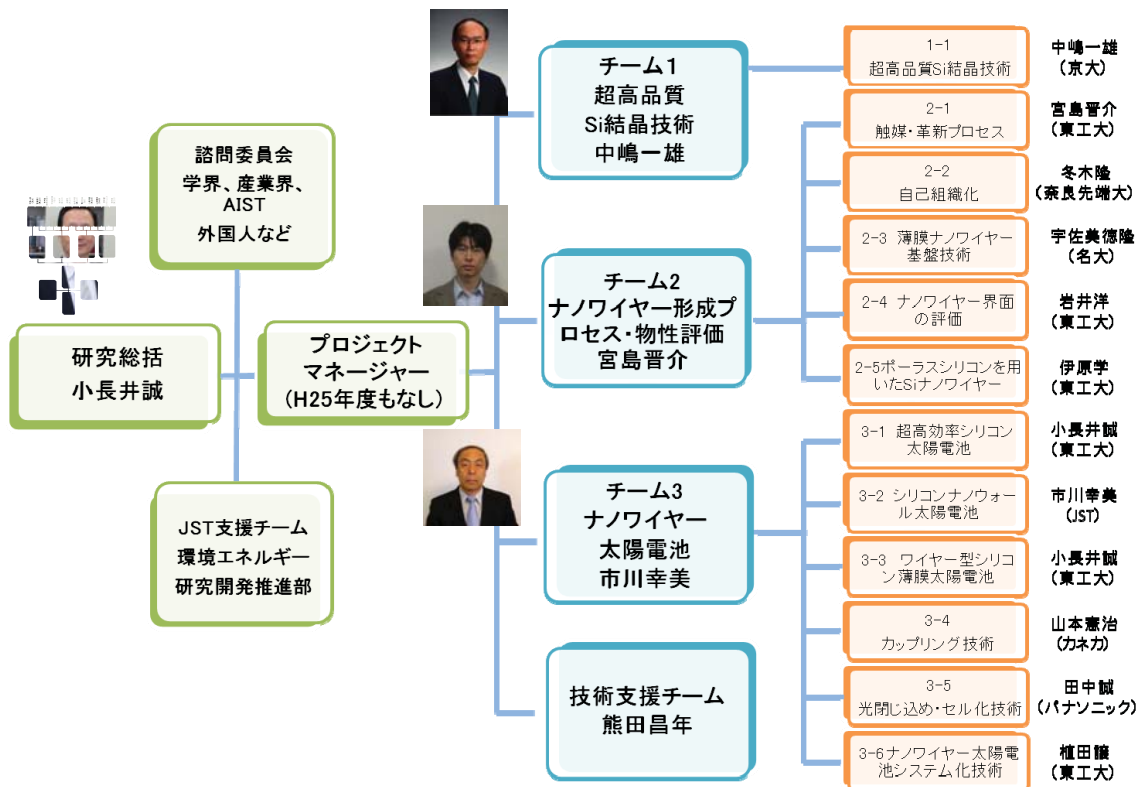 諮問委員会
学界、産業界、
AIST
外国人など
研究総括
小長井誠
プロジェクト
マネージャー
(H25年度もなし)
JST支援チーム
環境エネルギー
研究開発推進部
チーム1
超高品質
Si結晶技術
中嶋一雄
チーム2
ナノワイヤー形成プ
ロセス・物性評価
宮島晋介
チーム3
ナノワイヤー
太陽電池
市川幸美
技術支援チーム
熊田昌年
1-1
超高品質Si結晶技術
中嶋一雄
(京大)
2-1
触媒・革新プロセス
宮島晋介
(東工大)
2-2
自己組織化
冬木隆
(奈良先端大)
2-3 薄膜ナノワイヤー
基盤技術
宇佐美徳隆
(名大)
2-4 ナノワイヤー界面
の評価
岩井洋
(東工大)
2-5ポーラスシリコンを用
いたSiナノワイヤー
伊原学
(東工大)
3-1 超高効率シリコン
太陽電池
小長井誠
(東工大)
3-2 シリコンナノウォー
ル太陽電池
市川幸美
(JST)
3-3 ワイヤー型シリコ
ン薄膜太陽電池
小長井誠
(東工大)
3-4
カップリング技術
山本憲治
(カネカ)
3-5
光閉じ込め・セル化技術
田中誠
(パナソニック)
3-6ナノワイヤー太陽電
池システム化技術
植田譲
(東工大)